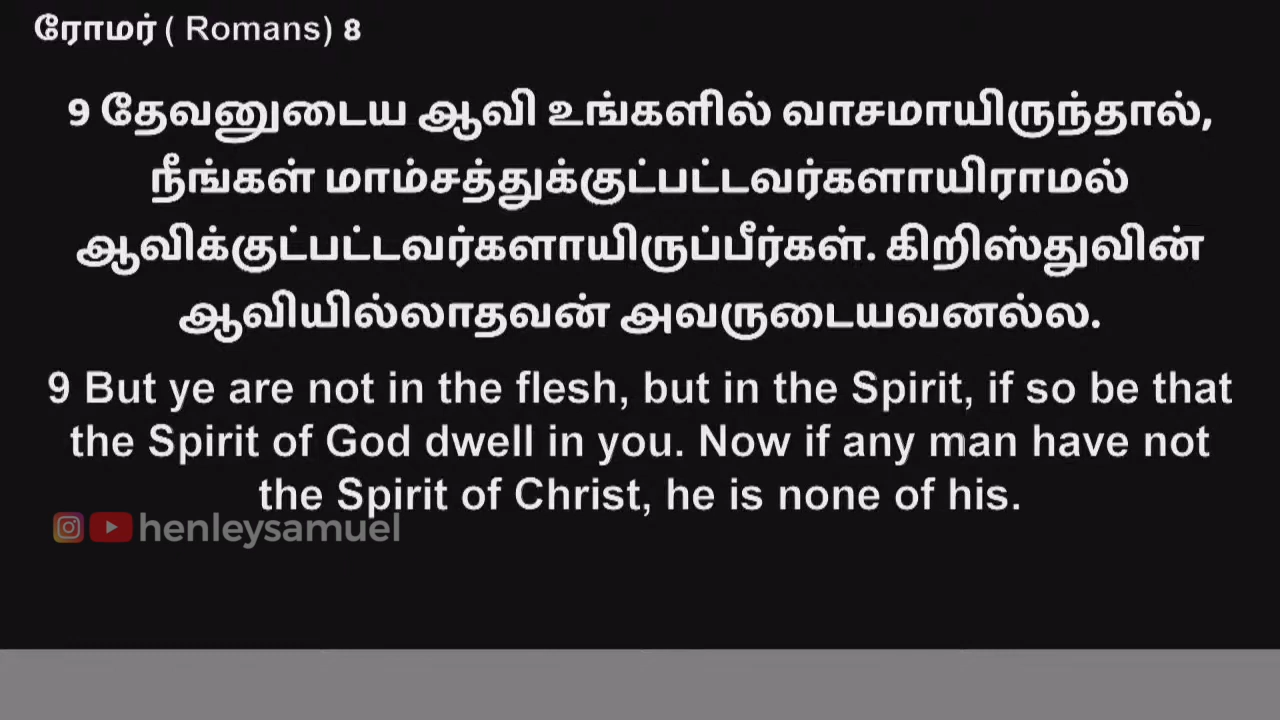 ரோமர் ( Romans) 8
9 தேவனுடைய ஆவி உங்களில் வாசமாயிருந்தால்,
நீங்கள் மாம்சத்துக்குட்பட்டவர்களாயிராமல்
ஆவிக்குட்பட்டவர்களாயிருப்பீர்கள். கிறிஸ்துவின்
ஆவியில்லாதவன் அவருடையவனல்ல.
9 But ye are not in the flesh, but in the Spirit, if so be that
the Spirit of God dwell in you. Now if any man have not
the Spirit of Christ, he is none of his.
henleysamuel